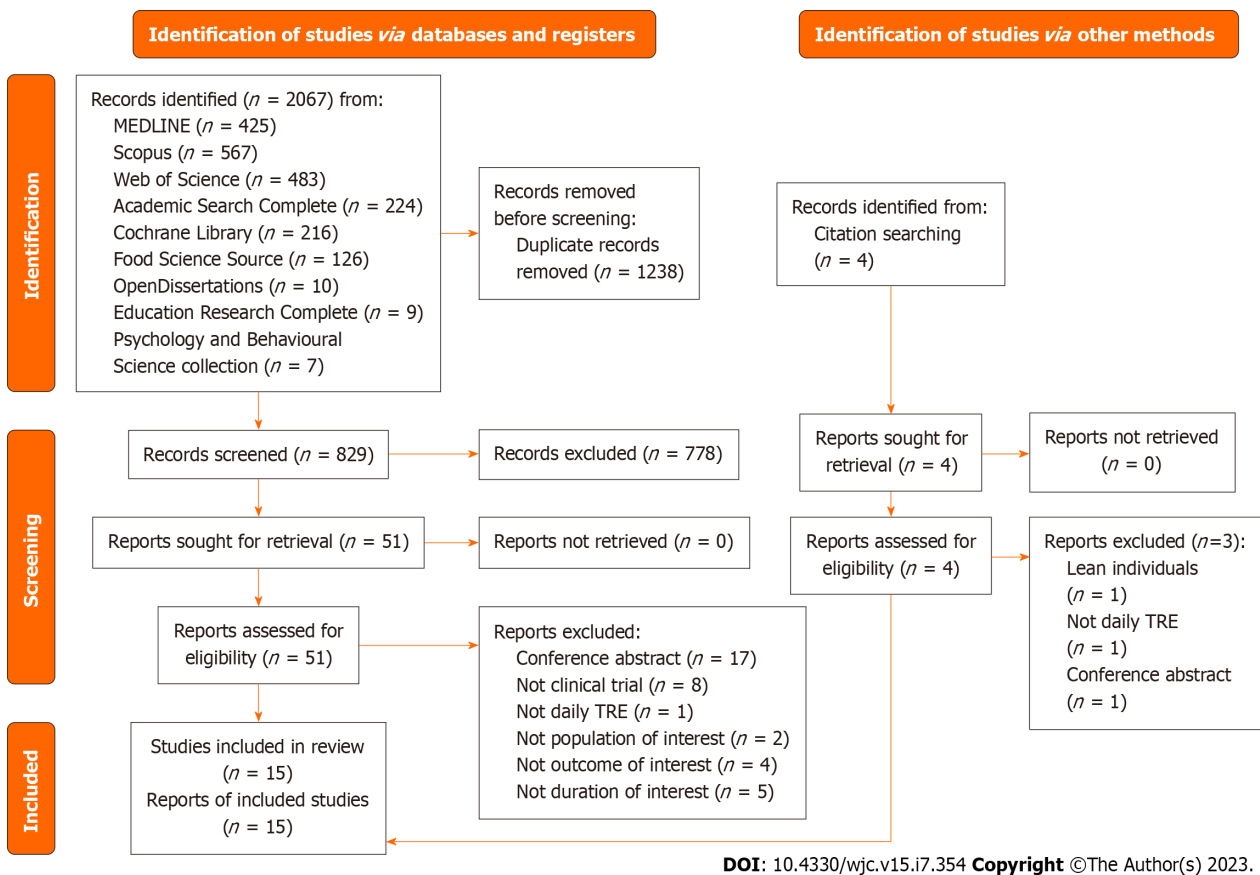 Identification of studies via databases and registers
Identification of studies via other methods
Identification
Records identified (n = 2067) from:
MEDLINE (n = 425)
Scopus (n = 567)
Web of Science (n = 483)
Academic Search Complete (n = 224)
Cochrane Library (n = 216)
Food Science Source (n = 126)
OpenDissertations (n = 10)
Education Research Complete (n = 9)
Psychology and Behavioural
Science collection (n = 7)
Records removed
before screening:
Duplicate records
removed (n = 1238)
Records identified from:
Citation searching
(n = 4)
Screening
Records screened (n = 829)
Records excluded (n = 778)
Reports sought for
retrieval (n = 4)
Reports not retrieved
(n = 0)
Reports sought for retrieval (n = 51)
Reports not retrieved (n = 0)
Reports assessed for
eligibility (n = 4)
Reports excluded (n=3):
Lean individuals
(n = 1)
Not daily TRE
(n = 1)
Conference abstract
(n = 1)
Reports assessed for
eligibility (n = 51)
Reports excluded:
Conference abstract (n = 17)
Not clinical trial (n = 8)
Not daily TRE (n = 1)
Not population of interest (n = 2)
Not outcome of interest (n = 4)
Not duration of interest (n = 5)
Included
Studies included in review
(n = 15)
Reports of included studies
(n = 15)
DOI: 10.4330/wjc.v15.i7.354 Copyright ©The Author(s) 2023.